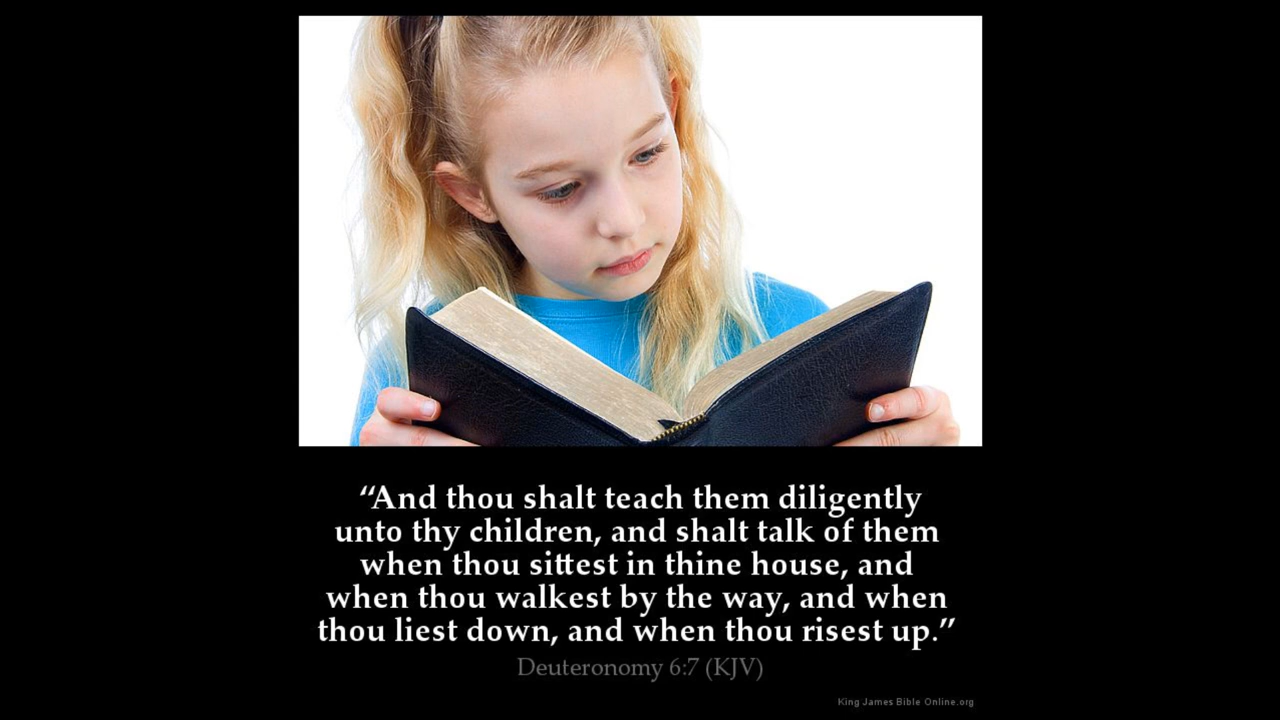 “And thou shalt teach them diligently
unto thy children, and shalt talk of them
when thou sittest in thine house, and
when thou walkest by the way, and when
thou liest down, and when thou risest up.”
Deuteronomy 6:7 (KJV)
King James Bible Online.org